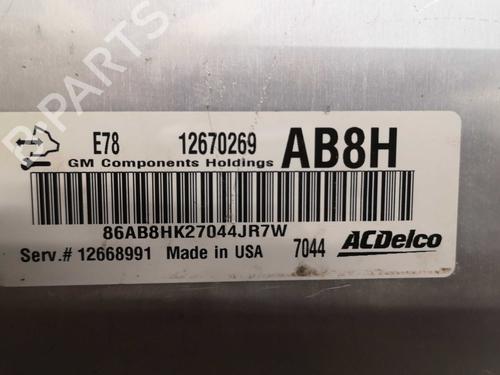 B-PARTS
E78 12670269 AB8H
GM Components Holdings
86AB8HK27044JR7W
Serv.# 12668991 Made in USA 7044 ACDelco